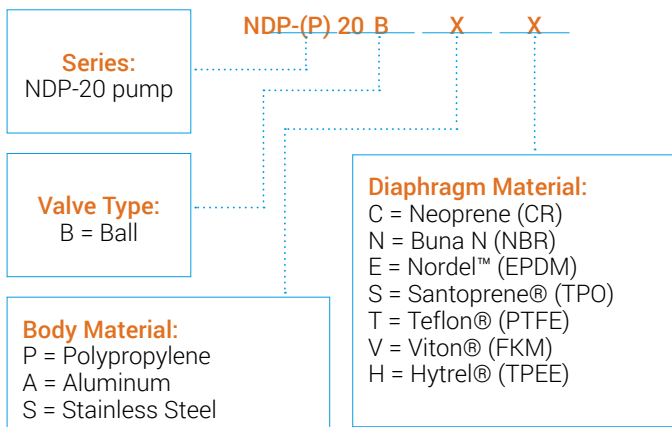 NDP-(P) 20 B X X
Series:
NDP-20 pump
Valve Type:
B = Ball
Body Material:
P = Polypropylene
A = Aluminum
S = Stainless Steel
Diaphragm Material:
C = Neoprene (CR)
N = Buna N (NBR)
E = Nordel™ (EPDM)
S = Santoprene® (TPO)
T = Teflon® (PTFE)
V = Viton® (FKM)
H = Hytrel® (TPEE)